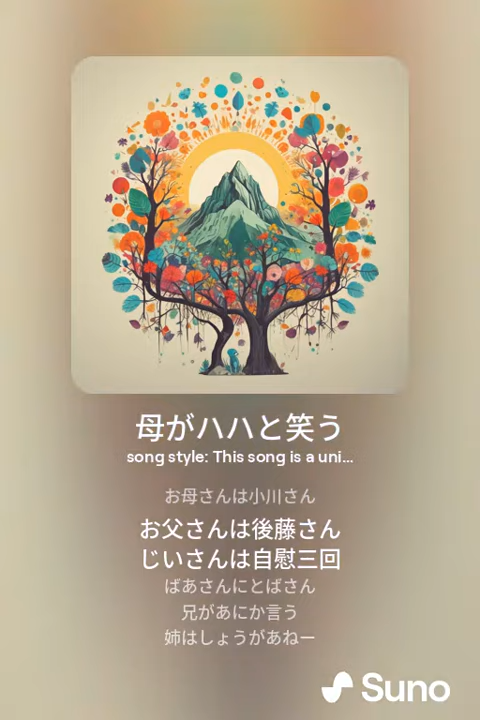 母がハハと笑う
song style: This song is a uni...
お母さんは小川さん
お父さんは後藤さん
じいさんは自慰三回
ばあさんにとばさん
兄があにか言う
姉はしょうがあねー
Suno